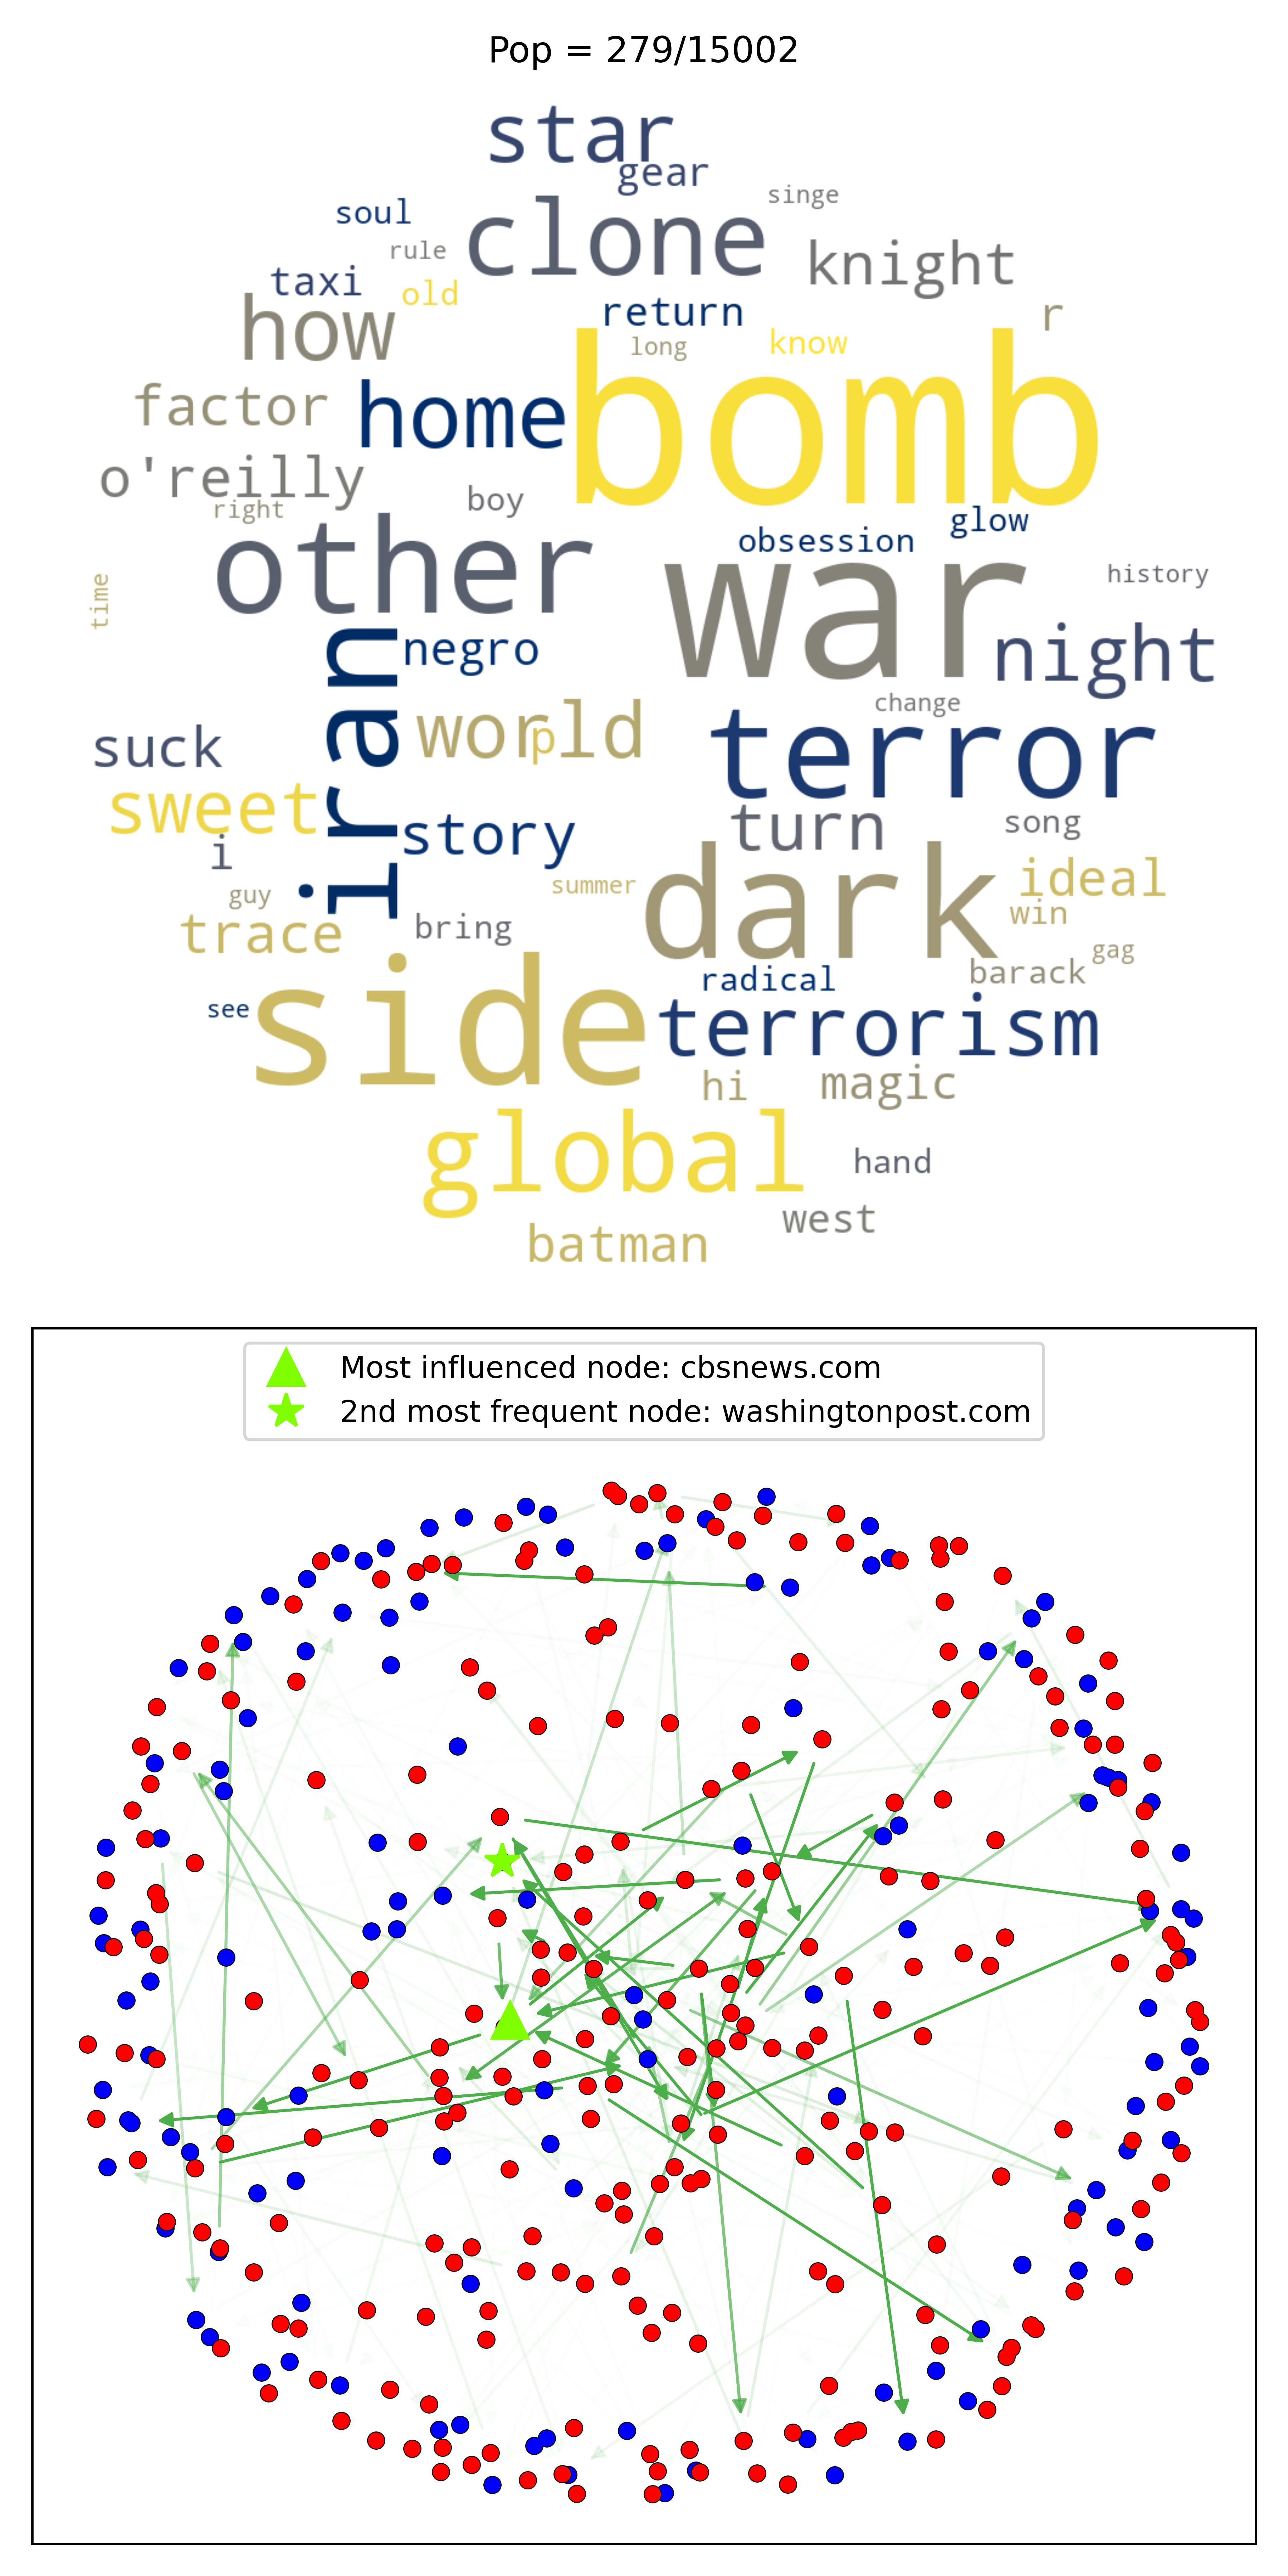 Pop = 279/15002
star
gear
singe
soul
clone
rule
knight
taxi
old
how
return
r
long
know
bomb
factor
home
o'reilly
right
boy
glow
obsession
other
war
history
time
iran
negro
night
change
world
p
terror
suck
sweet
story
turn
song
i
guy
summer
dark
ideal
win
trace
bring
gag
barack
radical
see
side
terrorism
hi
magic
global
hand
west
batman
Most influenced node: cbsnews.com
2nd most frequent node: washingtonpost.com